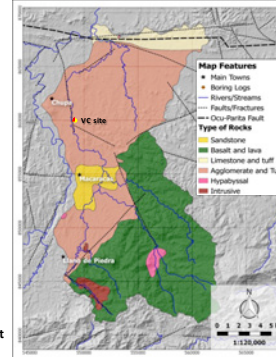 Map Features
Main Towns
Boring Logs
Rivers/Streams
Faults/Fractures
Ocu-Parita Fault
Type of Rocks
Sandstone
Basalt and lava
Limestone and tuff
Agglomerate and Tu
Hypabyssal
Intrusive
Chupa
VC site
Macaracas
Llano de Piedra
N
0 1 2 3 4 5
1:120,000
t